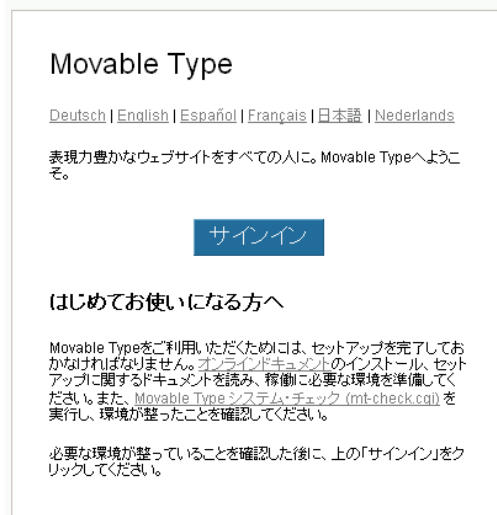 Movable Type
Deutsch | English | Español | Français | 日本語 | Nederlands
表現力豊かなウェブサイトをすべての人に。Movable Typeへようこ
そ。
サインイン
はじめてお使いになる方へ
Movable Typeをご利用いただくためには、セットアップを完了してお
かなければなりません。オンラインドキュメントのインストール、セット
アップに関するドキュメントを読み、稼働に必要な環境を準備してく
ださい。また、Movable Type システム・チェック (mt-check.cgi) を
実行し、環境が整ったことを確認してください。
必要な環境が整っていることを確認した後に、上の「サインイン」をク
リックしてください。